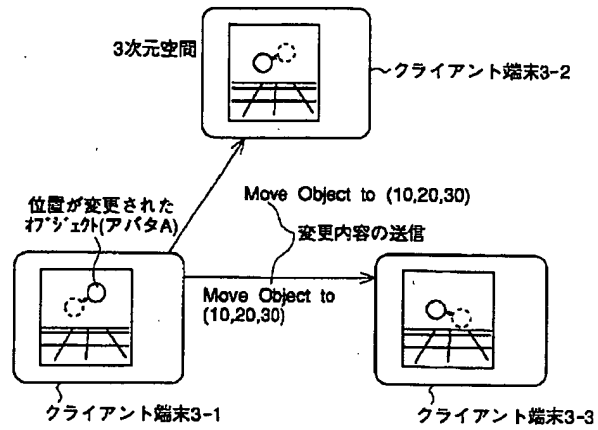 3次元空間
クライアント端末3-2
Move Object to (10,20,30)
位置が変更された
ｵﾌﾞｼﾞｪｸﾄ(アバタA)
変更内容の送信
Move Object to
(10,20,30)
クライアント端末3-1
クライアント端末3-3